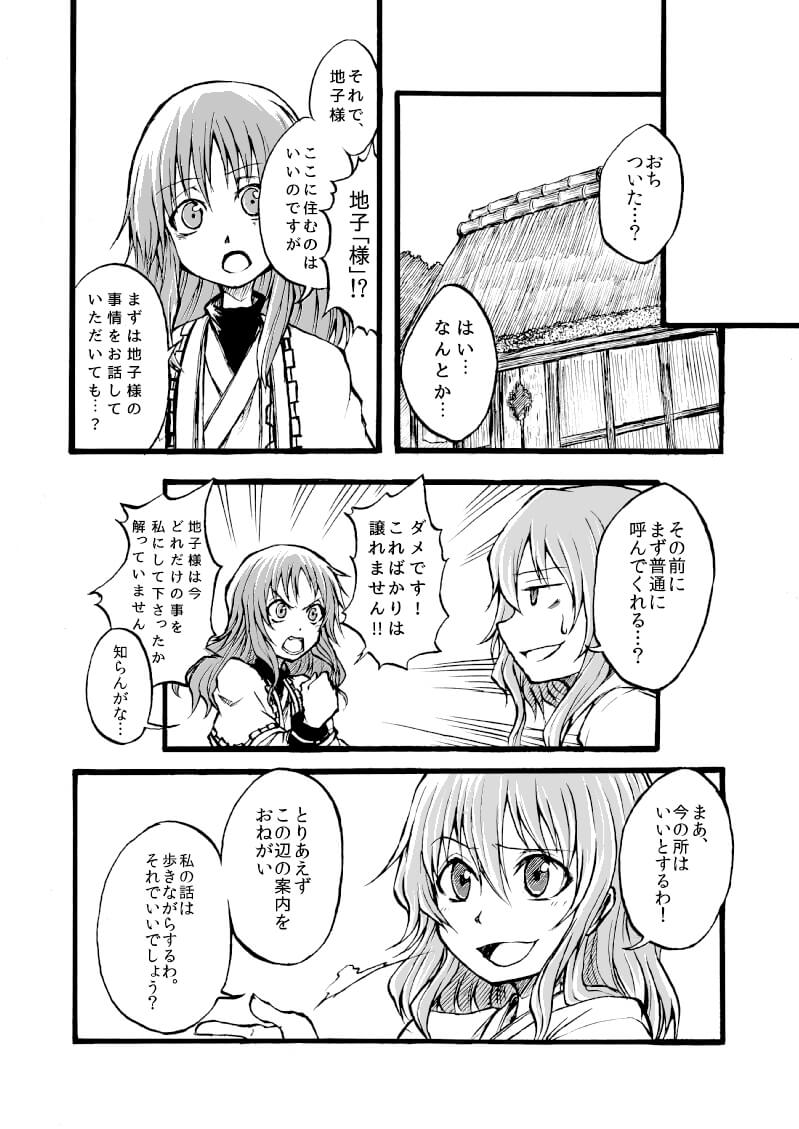 おち
ついた…?
はい…
なんとか…
それで、
地子様
地子「様」!?
ここに住むのは
いいのですが
まずは地子様の
事情をお話して
いただいても…?
その前に
まず普通に
呼んでくれる…?
ダメです!
こればかりは
譲れません!!
地子様は今
どれだけの事を
私にして下さったか
解っていません
知らんがな…
まあ、
今の所は
いいとするわ!
とりあえず
この辺の案内を
おねがい
私の話は
歩きながらするわ。
それでいいでしょう?